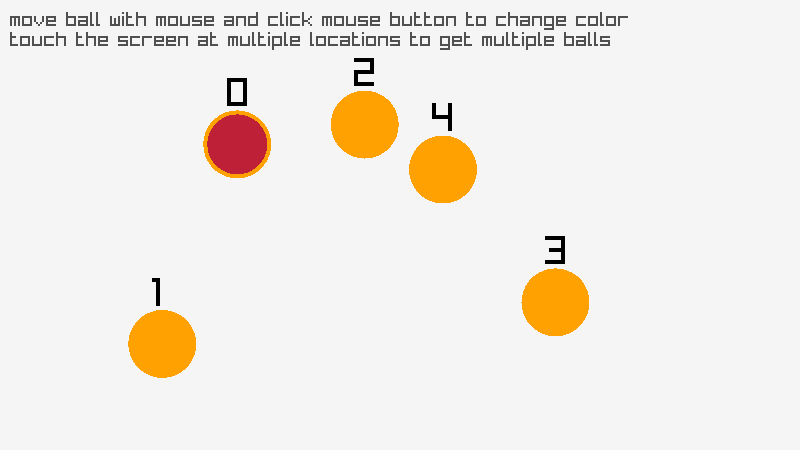 move ball with mouse and click mouse button to change color
touch the screen at multiple locations to get multiple balls
2
0
4
3
1